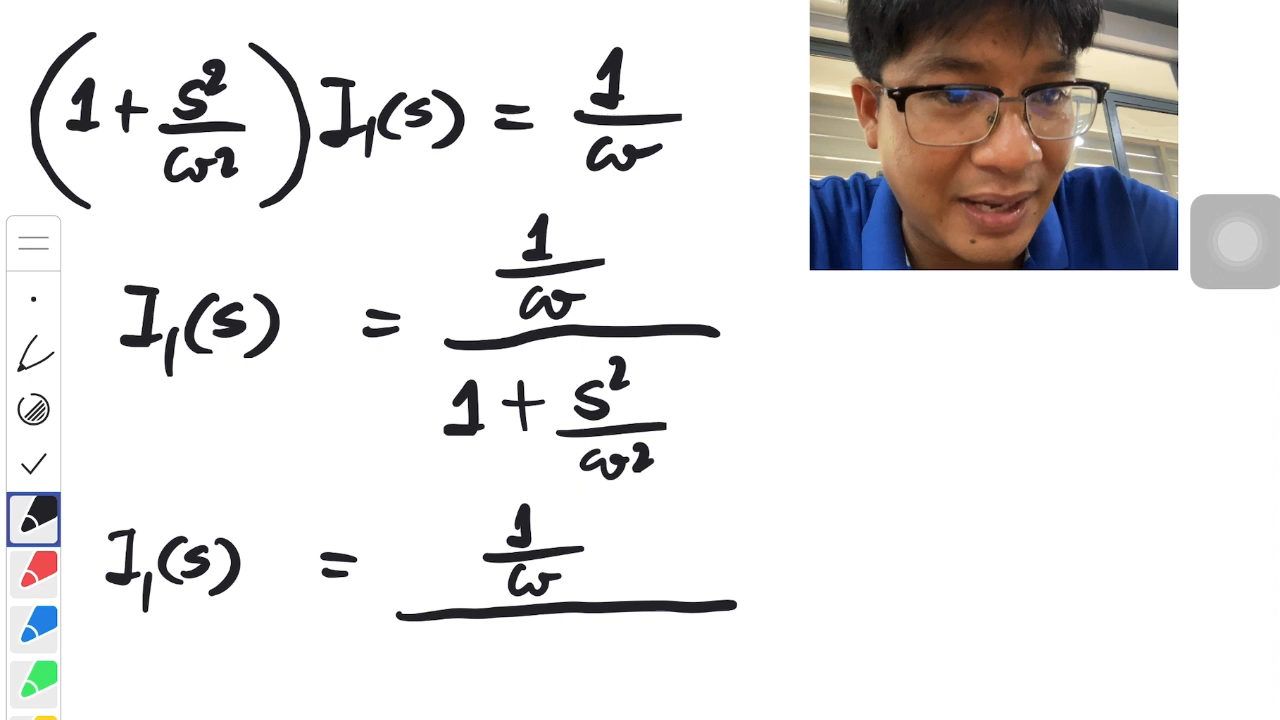 (1 + s²/ω²) I₁(s) = 1/ω
I₁(s) = (1/ω)/(1 + s²/ω²)
I₁(s) = (1/ω)/